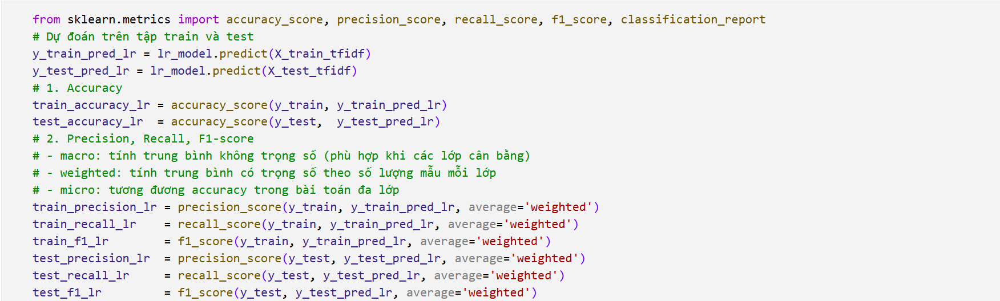 from sklearn.metrics import accuracy_score, precision_score, recall_score, f1_score, classification_report
# Dự đoán trên tập train và test
y_train_pred_lr = lr_model.predict(X_train_tfidf)
y_test_pred_lr = lr_model.predict(X_test_tfidf)
# 1. Accuracy
train_accuracy_lr = accuracy_score(y_train, y_train_pred_lr)
test_accuracy_lr  = accuracy_score(y_test,  y_test_pred_lr)
# 2. Precision, Recall, F1-score
# - macro: tính trung bình không trọng số (phù hợp khi các lớp cân bằng)
# - weighted: tính trung bình có trọng số theo số lượng mẫu mỗi lớp
# - micro: tương đương accuracy trong bài toán đa lớp
train_precision_lr = precision_score(y_train, y_train_pred_lr, average='weighted')
train_recall_lr    = recall_score(y_train, y_train_pred_lr, average='weighted')
train_f1_lr        = f1_score(y_train, y_train_pred_lr, average='weighted')
test_precision_lr  = precision_score(y_test, y_test_pred_lr, average='weighted')
test_recall_lr     = recall_score(y_test, y_test_pred_lr, average='weighted')
test_f1_lr         = f1_score(y_test, y_test_pred_lr, average='weighted')